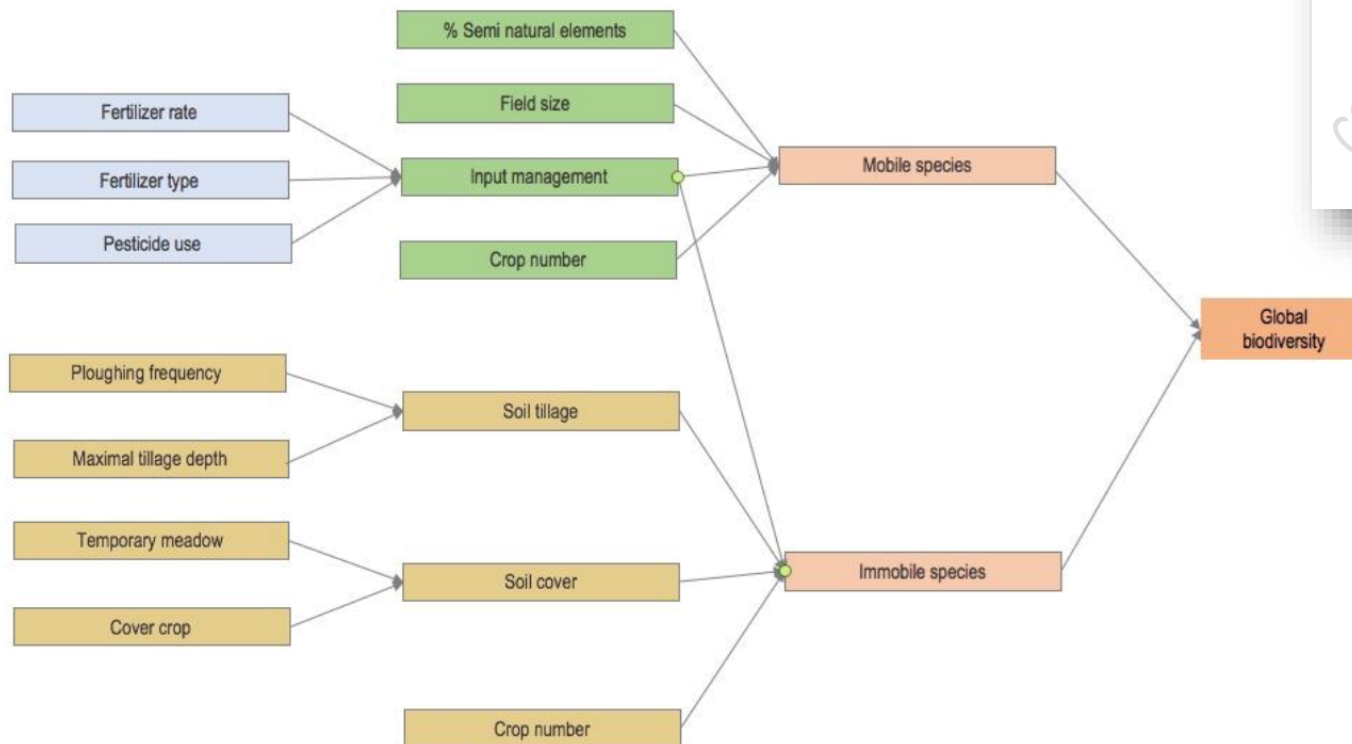 % Semi natural elements
Fertilizer rate
Field size
Fertilizer type
Input management
Mobile species
Pesticide use
Crop number
Global
biodiversity
Ploughing frequency
Soil tillage
Maximal tillage depth
Temporary meadow
Soil cover
Immobile species
Cover crop
Crop number